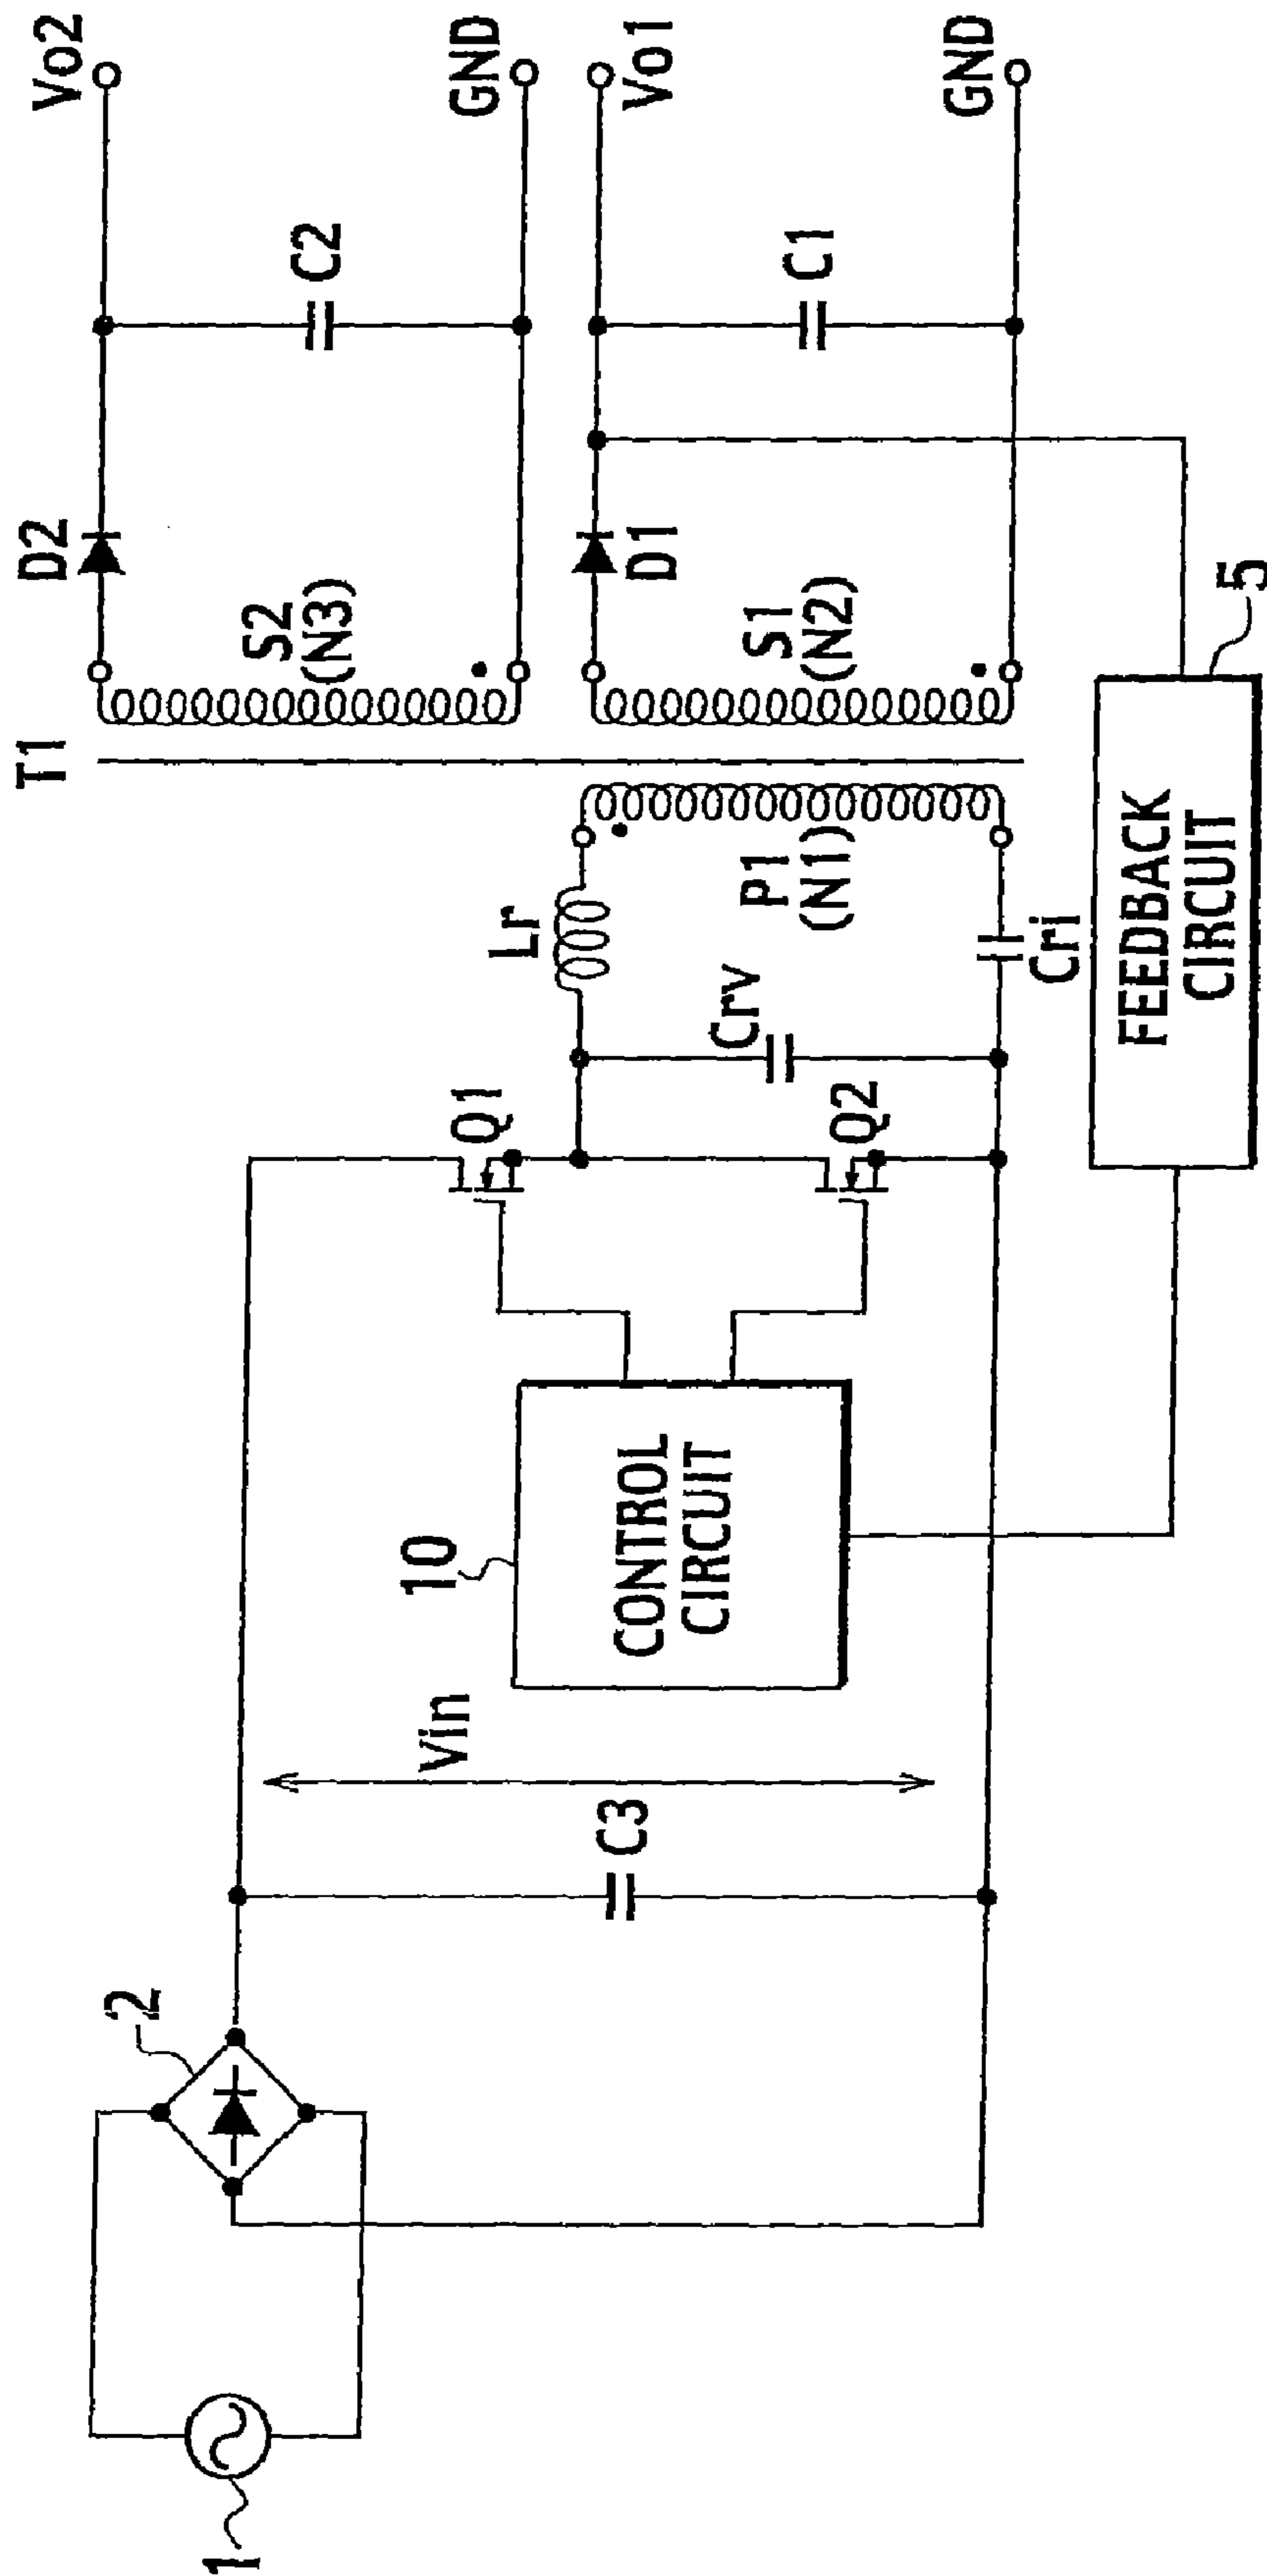 T1
D2
Vo2
S2
(N3)
C2
GND
Lr
Q1
Crv
P1
(N1)
D1
Vo1
S1
(N2)
C1
GND
Q2
Cri
1
2
C3
Vin
10
CONTROL
CIRCUIT
FEEDBACK
CIRCUIT
5